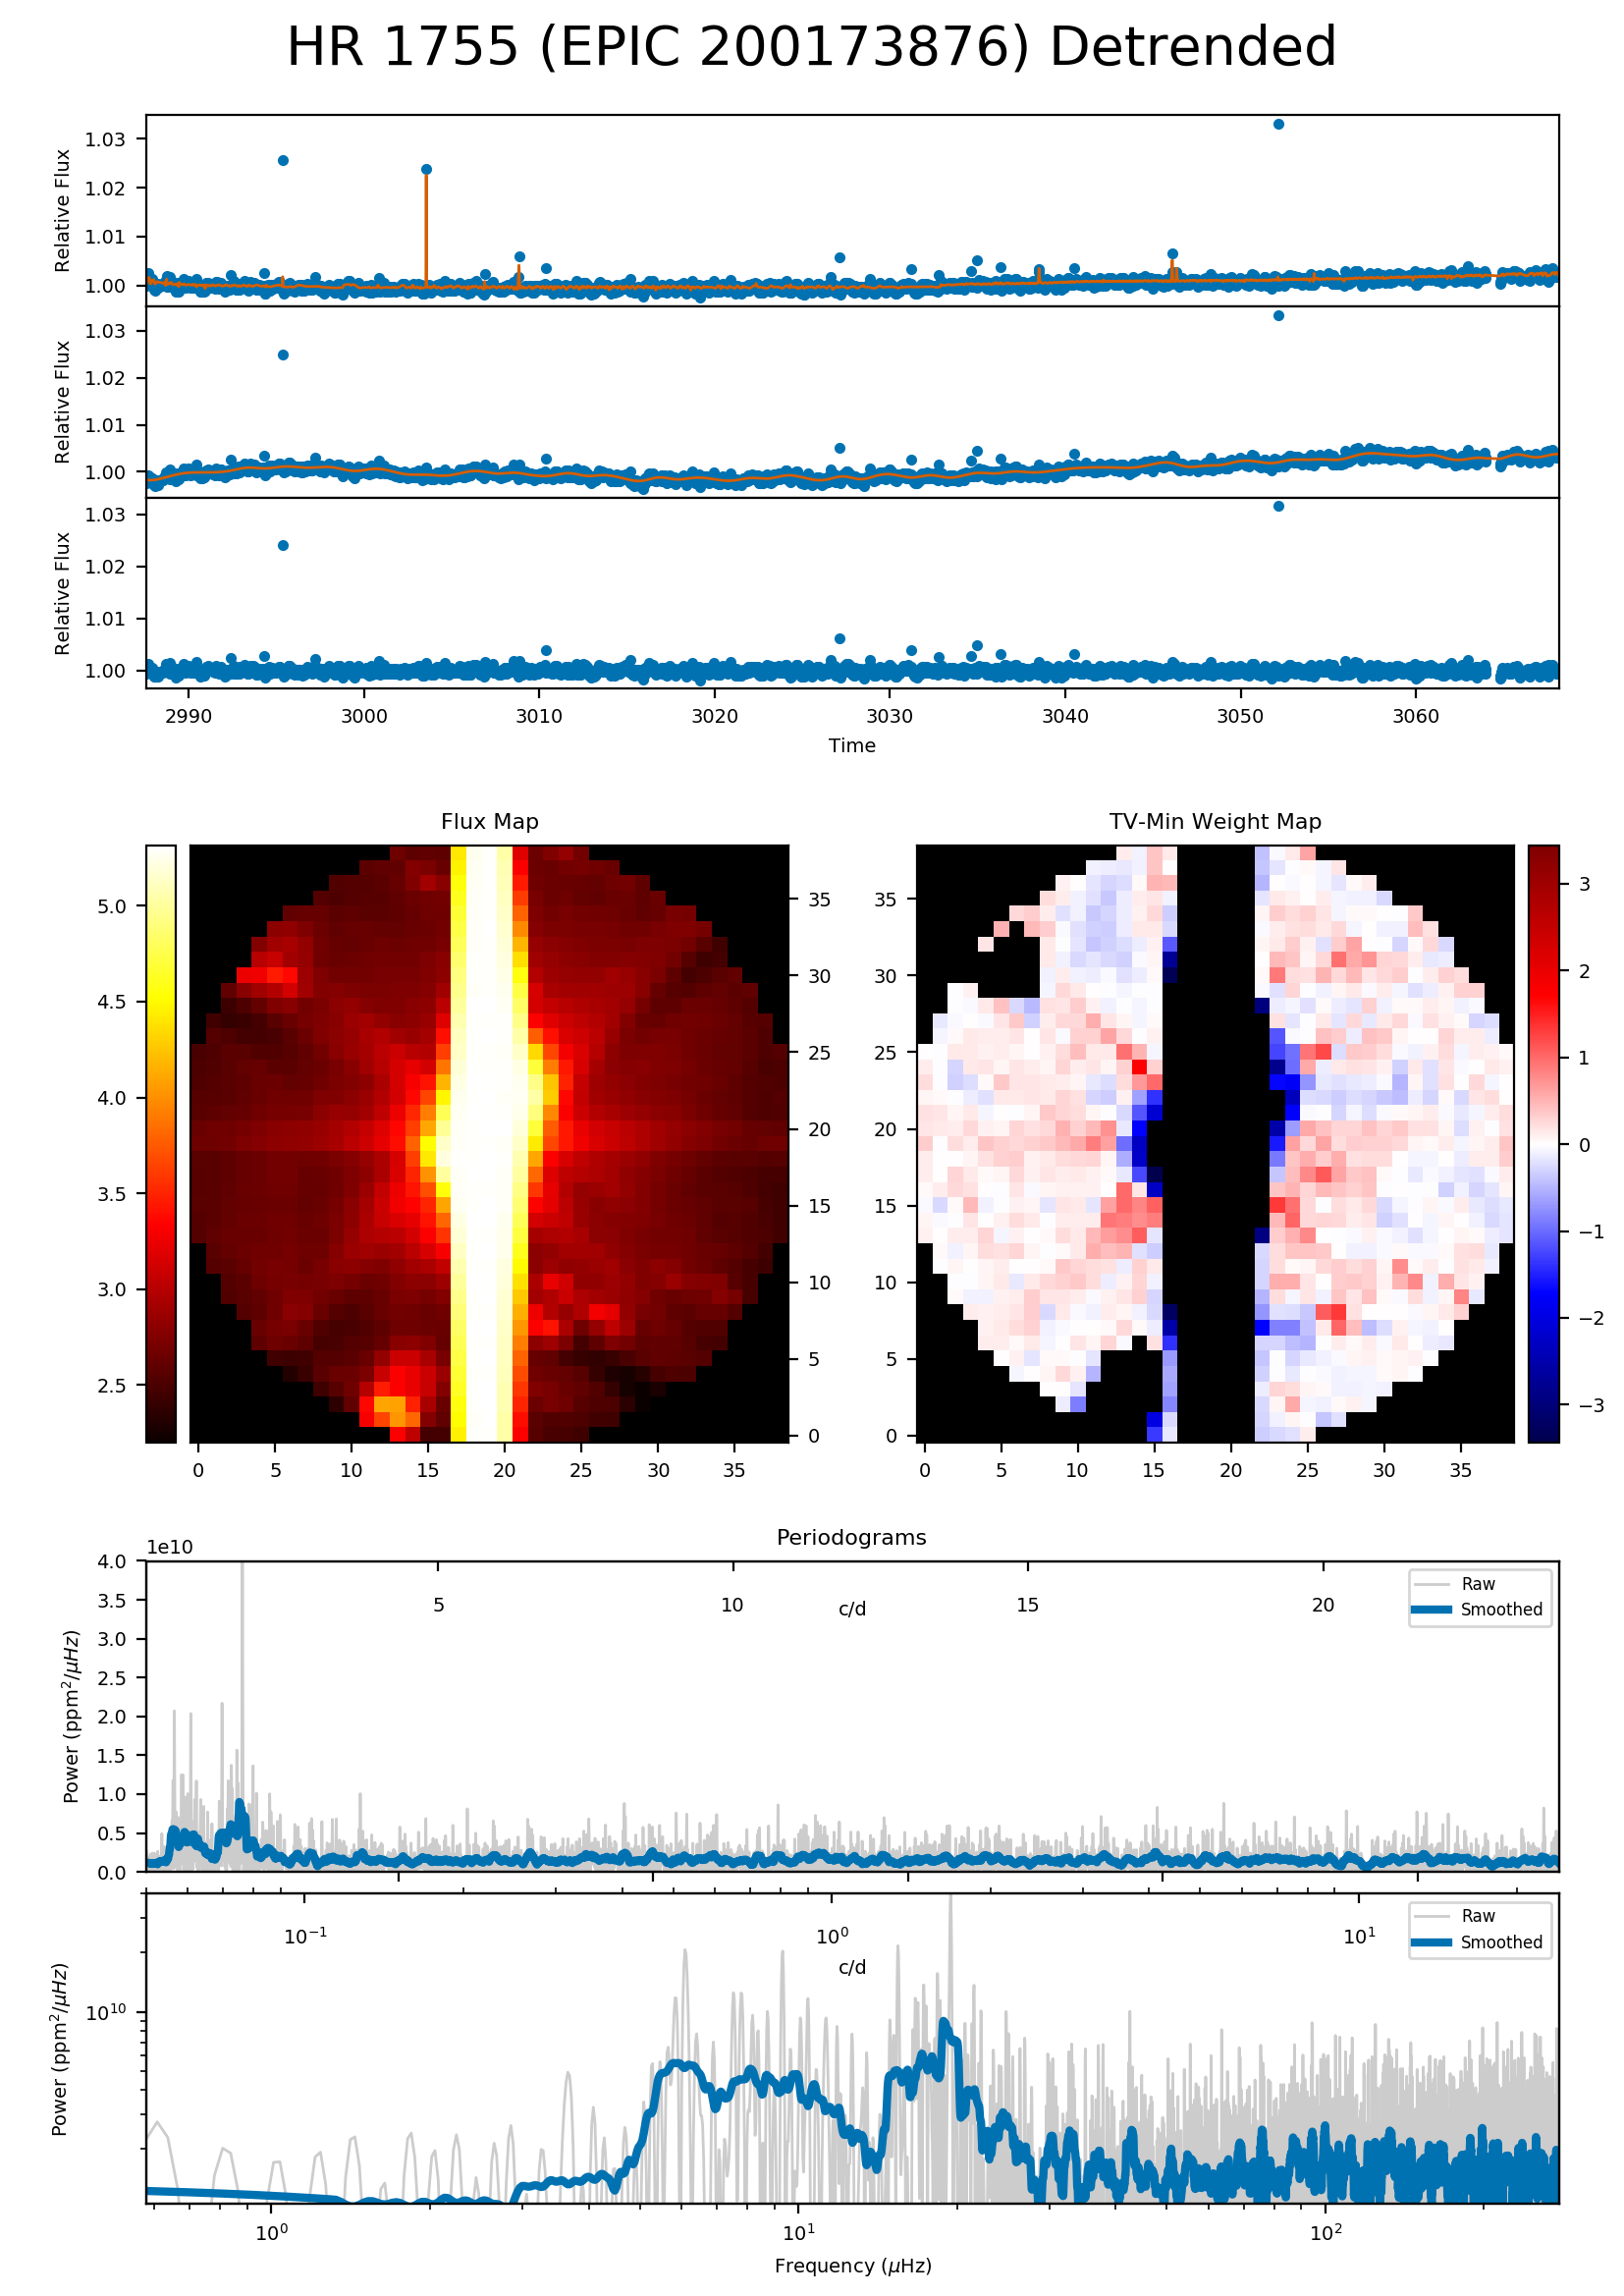 HR 1755 (EPIC 200173876) Detrended
Relative Flux
1.03
1.02
1.01
1.00
Relative Flux
1.03
1.02
1.01
1.00
Relative Flux
1.03
1.02
1.01
1.00
2990 3000 3010 3020 3030 3040 3050 3060
Time
Flux Map
5.0
4.5
4.0
3.5
3.0
2.5
35
30
25
20
15
10
5
0
0 5 10 15 20 25 30 35
TV-Min Weight Map
35
30
25
20
15
10
5
0
0 5 10 15 20 25 30 35
3
2
1
0
−1
−2
−3
Periodograms
1e10
Power (ppm²/μHz)
4.0
3.5
3.0
2.5
2.0
1.5
1.0
0.5
0.0
5 10 15 20
c/d
Raw
Smoothed
Power (ppm²/μHz)
10¹⁰
10⁻¹ 10⁰ 10¹
c/d
Raw
Smoothed
10⁰ 10¹ 10²
Frequency (μHz)